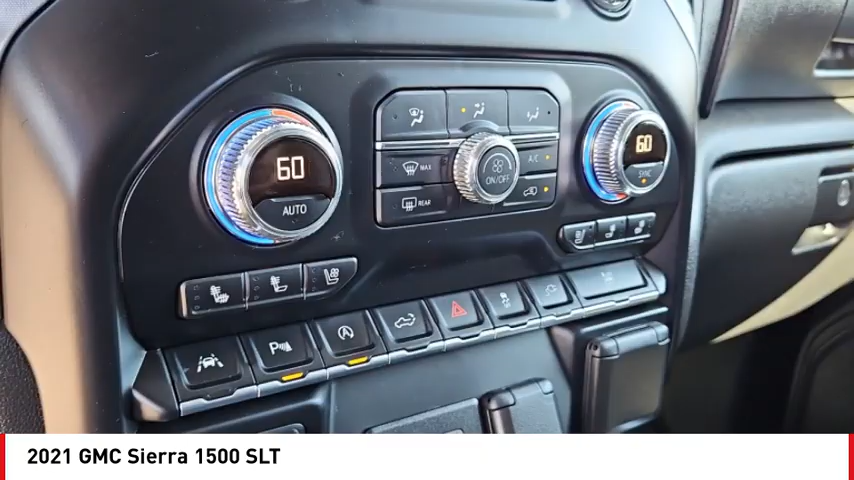 60
AUTO
MAX
REAR
ON/OFF
A/C
60
SYNC
P
A
2021 GMC Sierra 1500 SLT